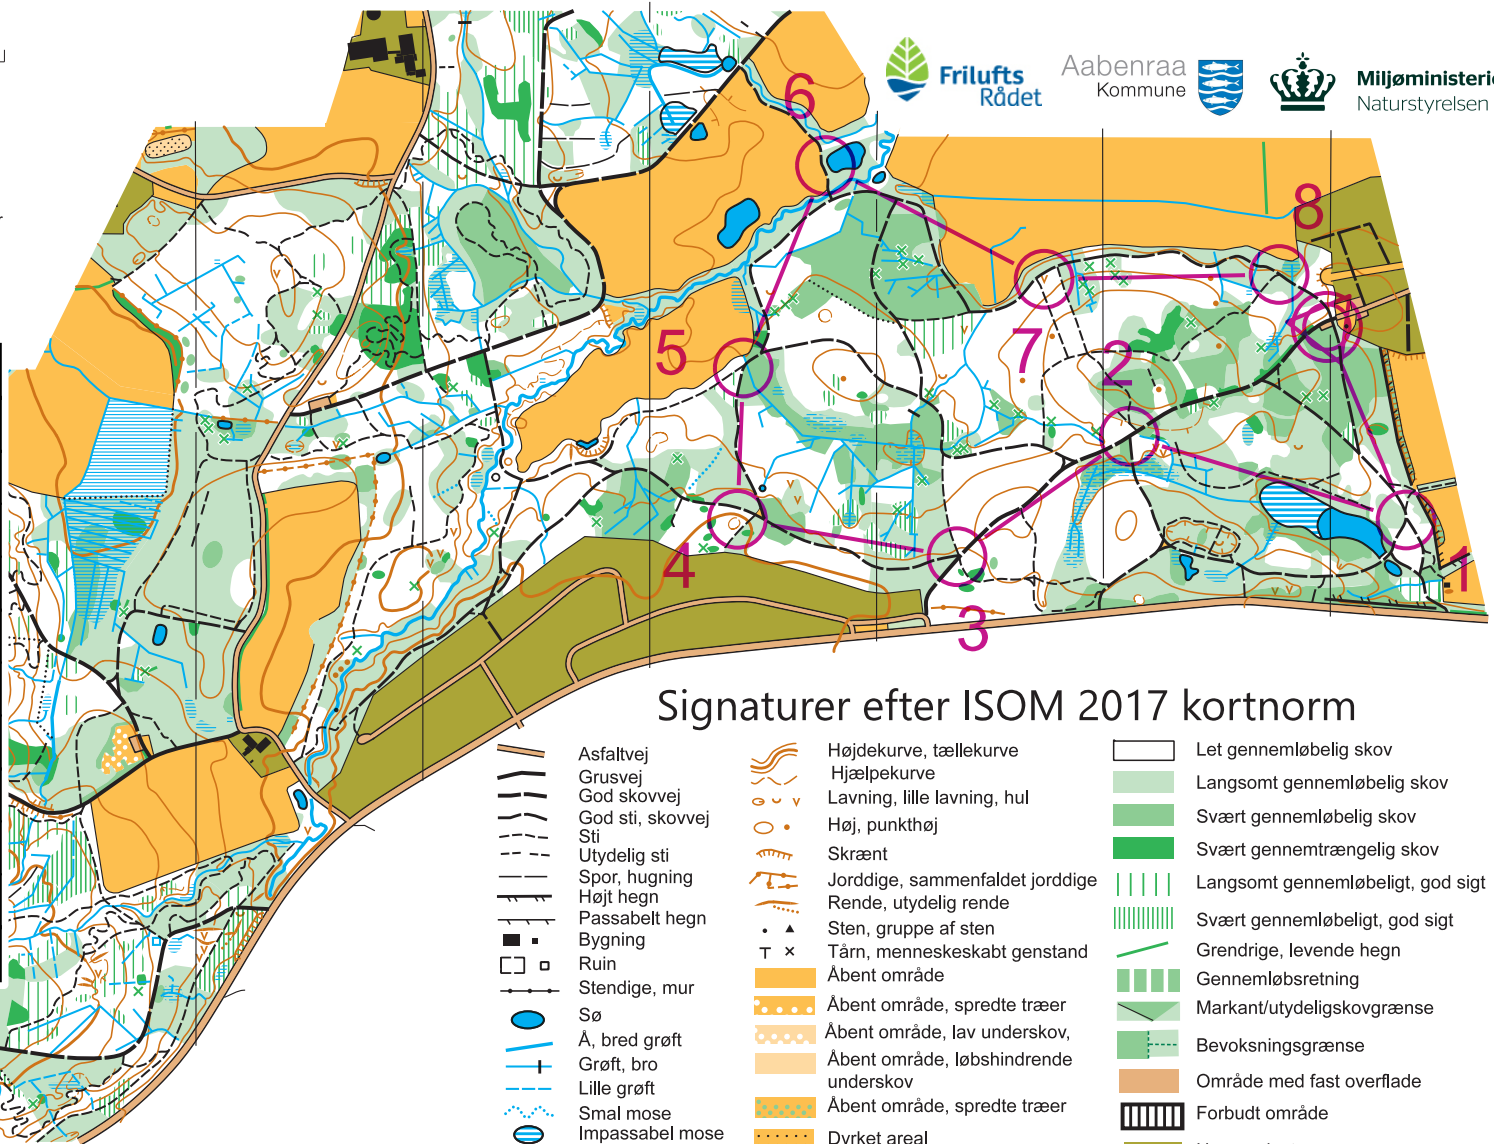 Frilufts
Rådet
Aabenraa
Kommune
Miljøministerie
Naturstyrelsen
6
8
5
7
2
4
3
1
Signaturer efter ISOM 2017 kortnorm
Asfaltvej
Grusvej
God skovvej
God sti, skovvej
Sti
Utydelig sti
Spor, hugning
Højt hegn
Passabelt hegn
Bygning
Ruin
Stendige, mur
Sø
Å, bred grøft
Grøft, bro
Lille grøft
Smal mose
Impassabel mose
Højdekurve, tællekurve
Hjælpekurve
Lavning, lille lavning, hul
Høj, punkthøj
Skrænt
Jorddige, sammenfaldet jorddige
Rende, utydelig rende
Sten, gruppe af sten
Tårn, menneskeskabt genstand
Åbent område
Åbent område, spredte træer
Åbent område, lav underskov,
Åbent område, løbshindrende
underskov
Åbent område, spredte træer
Dyrket areal
Let gennemløbelig skov
Langsomt gennemløbelig skov
Svært gennemløbelig skov
Svært gennemtrængelig skov
Langsomt gennemløbeligt, god sigt
Svært gennemløbeligt, god sigt
Grendrige, levende hegn
Gennemløbsretning
Markant/utydeligskovgrænse
Bevoksningsgrænse
Område med fast overflade
Forbudt område